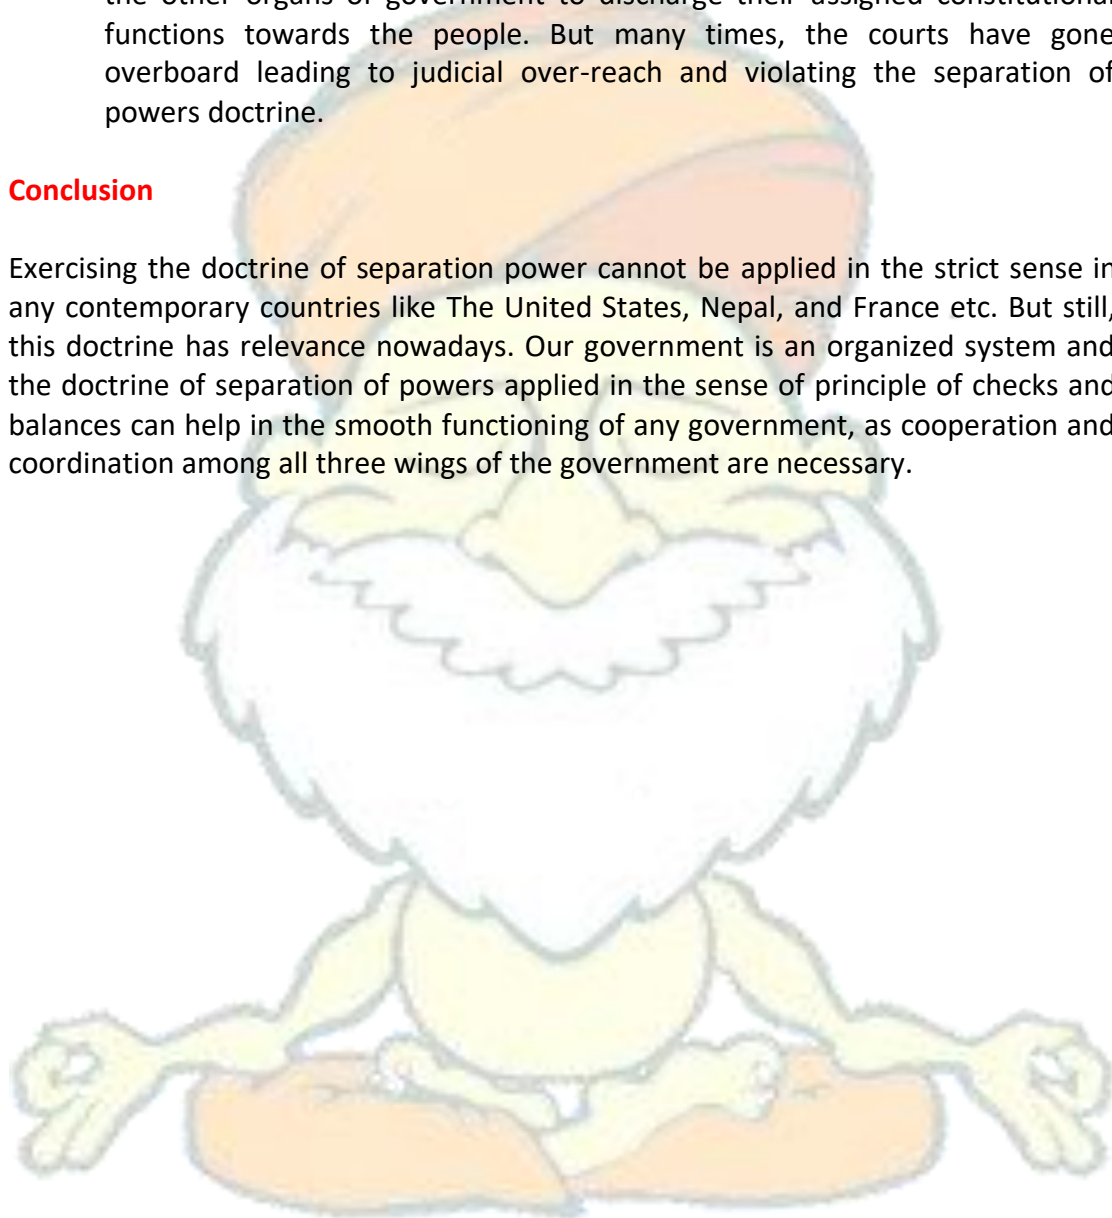 the other organs of government to discharge their assigned constitutional
functions towards the people. But many times, the courts have gone
overboard leading to judicial over-reach and violating the separation of
powers doctrine.
Conclusion
Exercising the doctrine of separation power cannot be applied in the strict sense in
any contemporary countries like The United States, Nepal, and France etc. But still,
this doctrine has relevance nowadays. Our government is an organized system and
the doctrine of separation of powers applied in the sense of principle of checks and
balances can help in the smooth functioning of any government, as cooperation and
coordination among all three wings of the government are necessary.